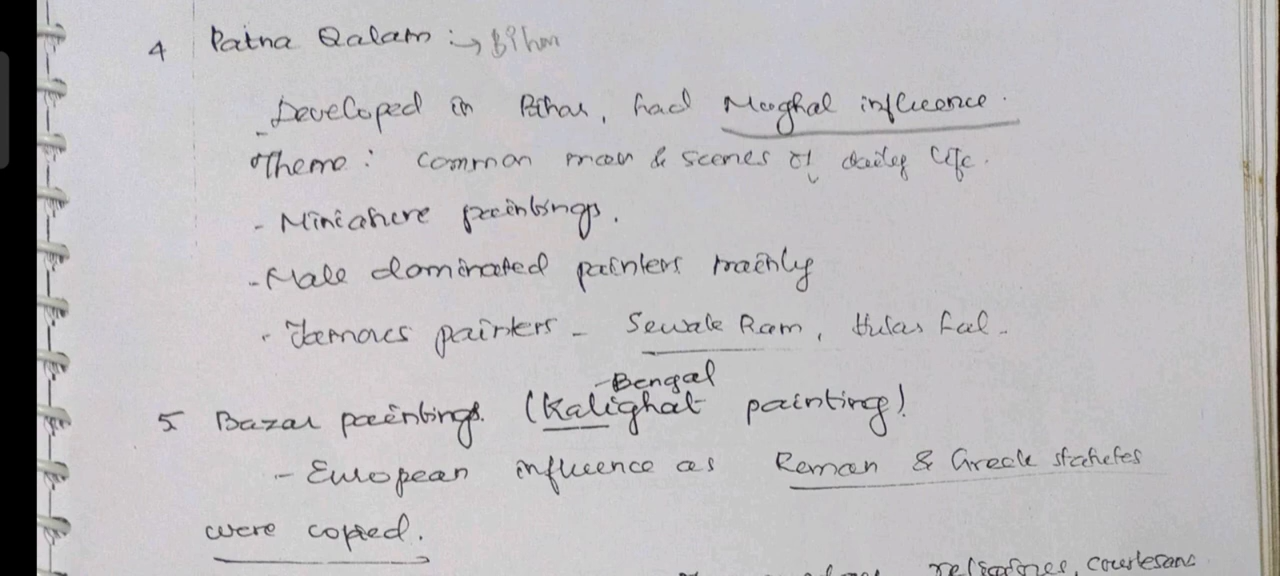 4 Patna Qalam :→ Bihar
- Developed in Bihar, had Mughal influence.
Theme : common man & scenes of daily life.
- Miniature paintings.
- Male dominated painters mainly
- Famous painters - Sewak Ram, Hulas Lal -
- Bengal
5 Bazar paintings. (Kalighat painting)
- European influence as Roman & Greek statutes
were copied.
religious, courtesans